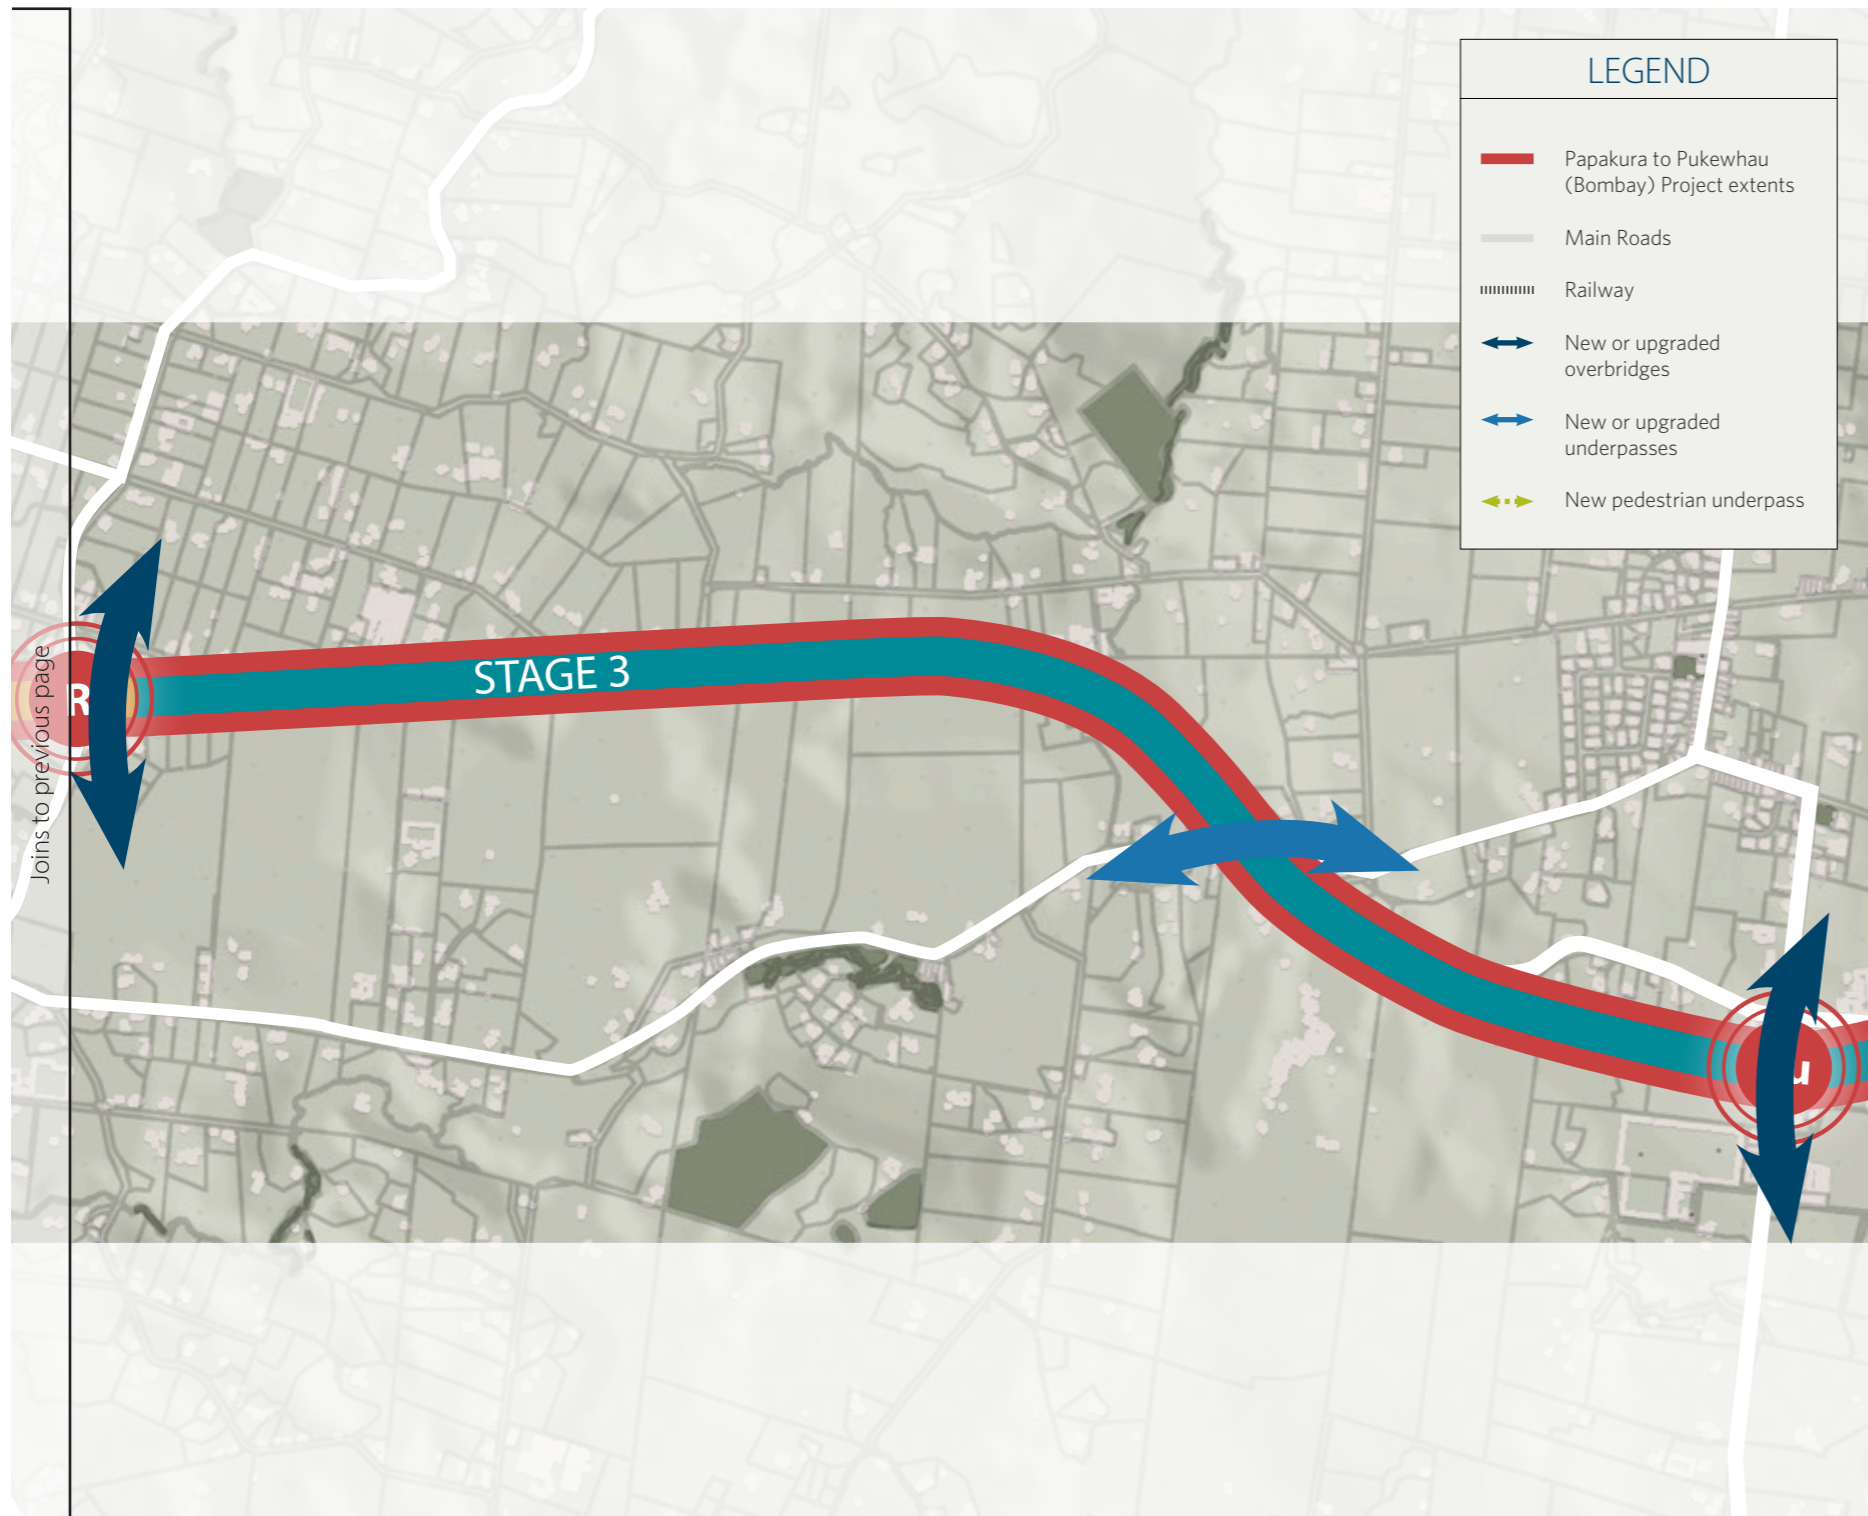 LEGEND
Papakura to Pukewhau
(Bombay) Project extents
Main Roads
Railway
New or upgraded
overbridges
New or upgraded
underpasses
New pedestrian underpass
STAGE 3
R
Joins to previous page
u